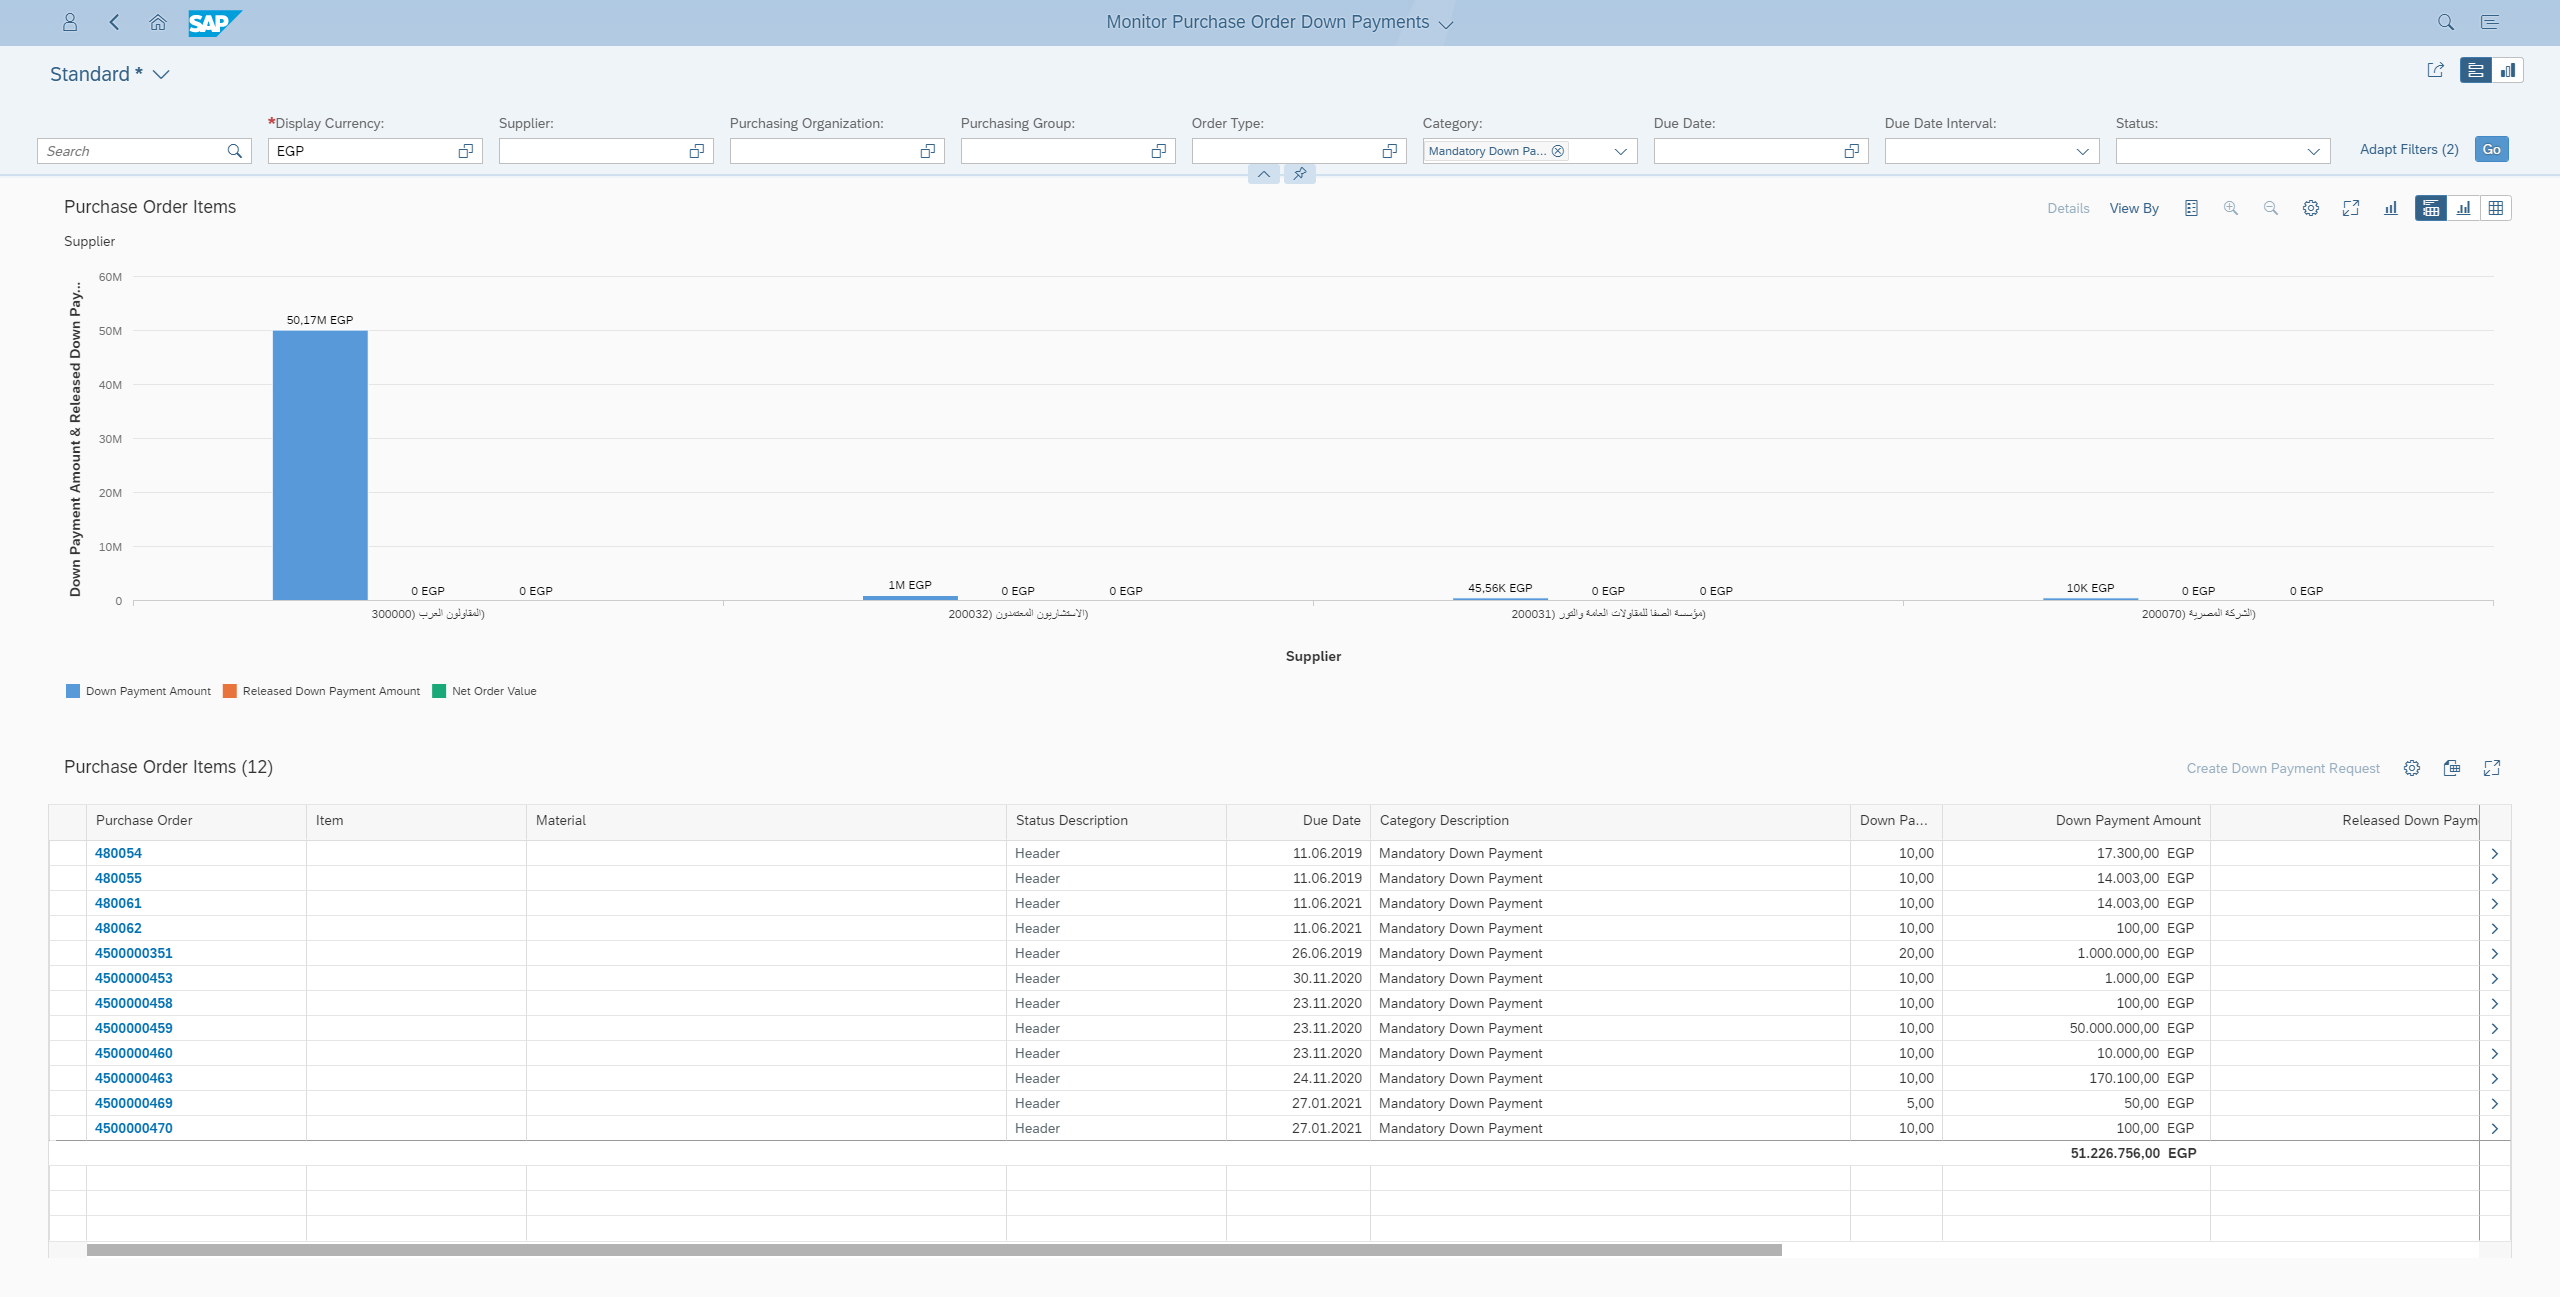 SAP
Monitor Purchase Order Down Payments
Standard *
Search
*Display Currency:
EGP
Supplier:
Purchasing Organization:
Purchasing Group:
Order Type:
Category:
Mandatory Down Pa...
Due Date:
Due Date Interval:
Status:
Adapt Filters (2)
Go
Purchase Order Items
Details
View By
Supplier
Down Payment Amount & Released Down Pay...
60M
50M
40M
30M
20M
10M
0
50,17M EGP
0 EGP
0 EGP
1M EGP
0 EGP
0 EGP
45,56K EGP
0 EGP
0 EGP
10K EGP
0 EGP
0 EGP
300000) المقاولون العرب)
200032) الاستشاريون المعتمدون)
200031) مؤسسة الصفا للمقاولات العامة والتور)
200070) الشركة المصرية)
Supplier
Down Payment Amount
Released Down Payment Amount
Net Order Value
Purchase Order Items (12)
Create Down Payment Request
Purchase Order Item Material Status Description Due Date Category Description Down Pa... Down Payment Amount Released Down Paym
480054 Header 11.06.2019 Mandatory Down Payment 10,00 17.300,00 EGP
480055 Header 11.06.2019 Mandatory Down Payment 10,00 14.003,00 EGP
480061 Header 11.06.2021 Mandatory Down Payment 10,00 14.003,00 EGP
480062 Header 11.06.2021 Mandatory Down Payment 10,00 100,00 EGP
4500000351 Header 26.06.2019 Mandatory Down Payment 20,00 1.000.000,00 EGP
4500000453 Header 30.11.2020 Mandatory Down Payment 10,00 1.000,00 EGP
4500000458 Header 23.11.2020 Mandatory Down Payment 10,00 100,00 EGP
4500000459 Header 23.11.2020 Mandatory Down Payment 10,00 50.000.000,00 EGP
4500000460 Header 23.11.2020 Mandatory Down Payment 10,00 10.000,00 EGP
4500000463 Header 24.11.2020 Mandatory Down Payment 10,00 170.100,00 EGP
4500000469 Header 27.01.2021 Mandatory Down Payment 5,00 50,00 EGP
4500000470 Header 27.01.2021 Mandatory Down Payment 10,00 100,00 EGP
51.226.756,00 EGP